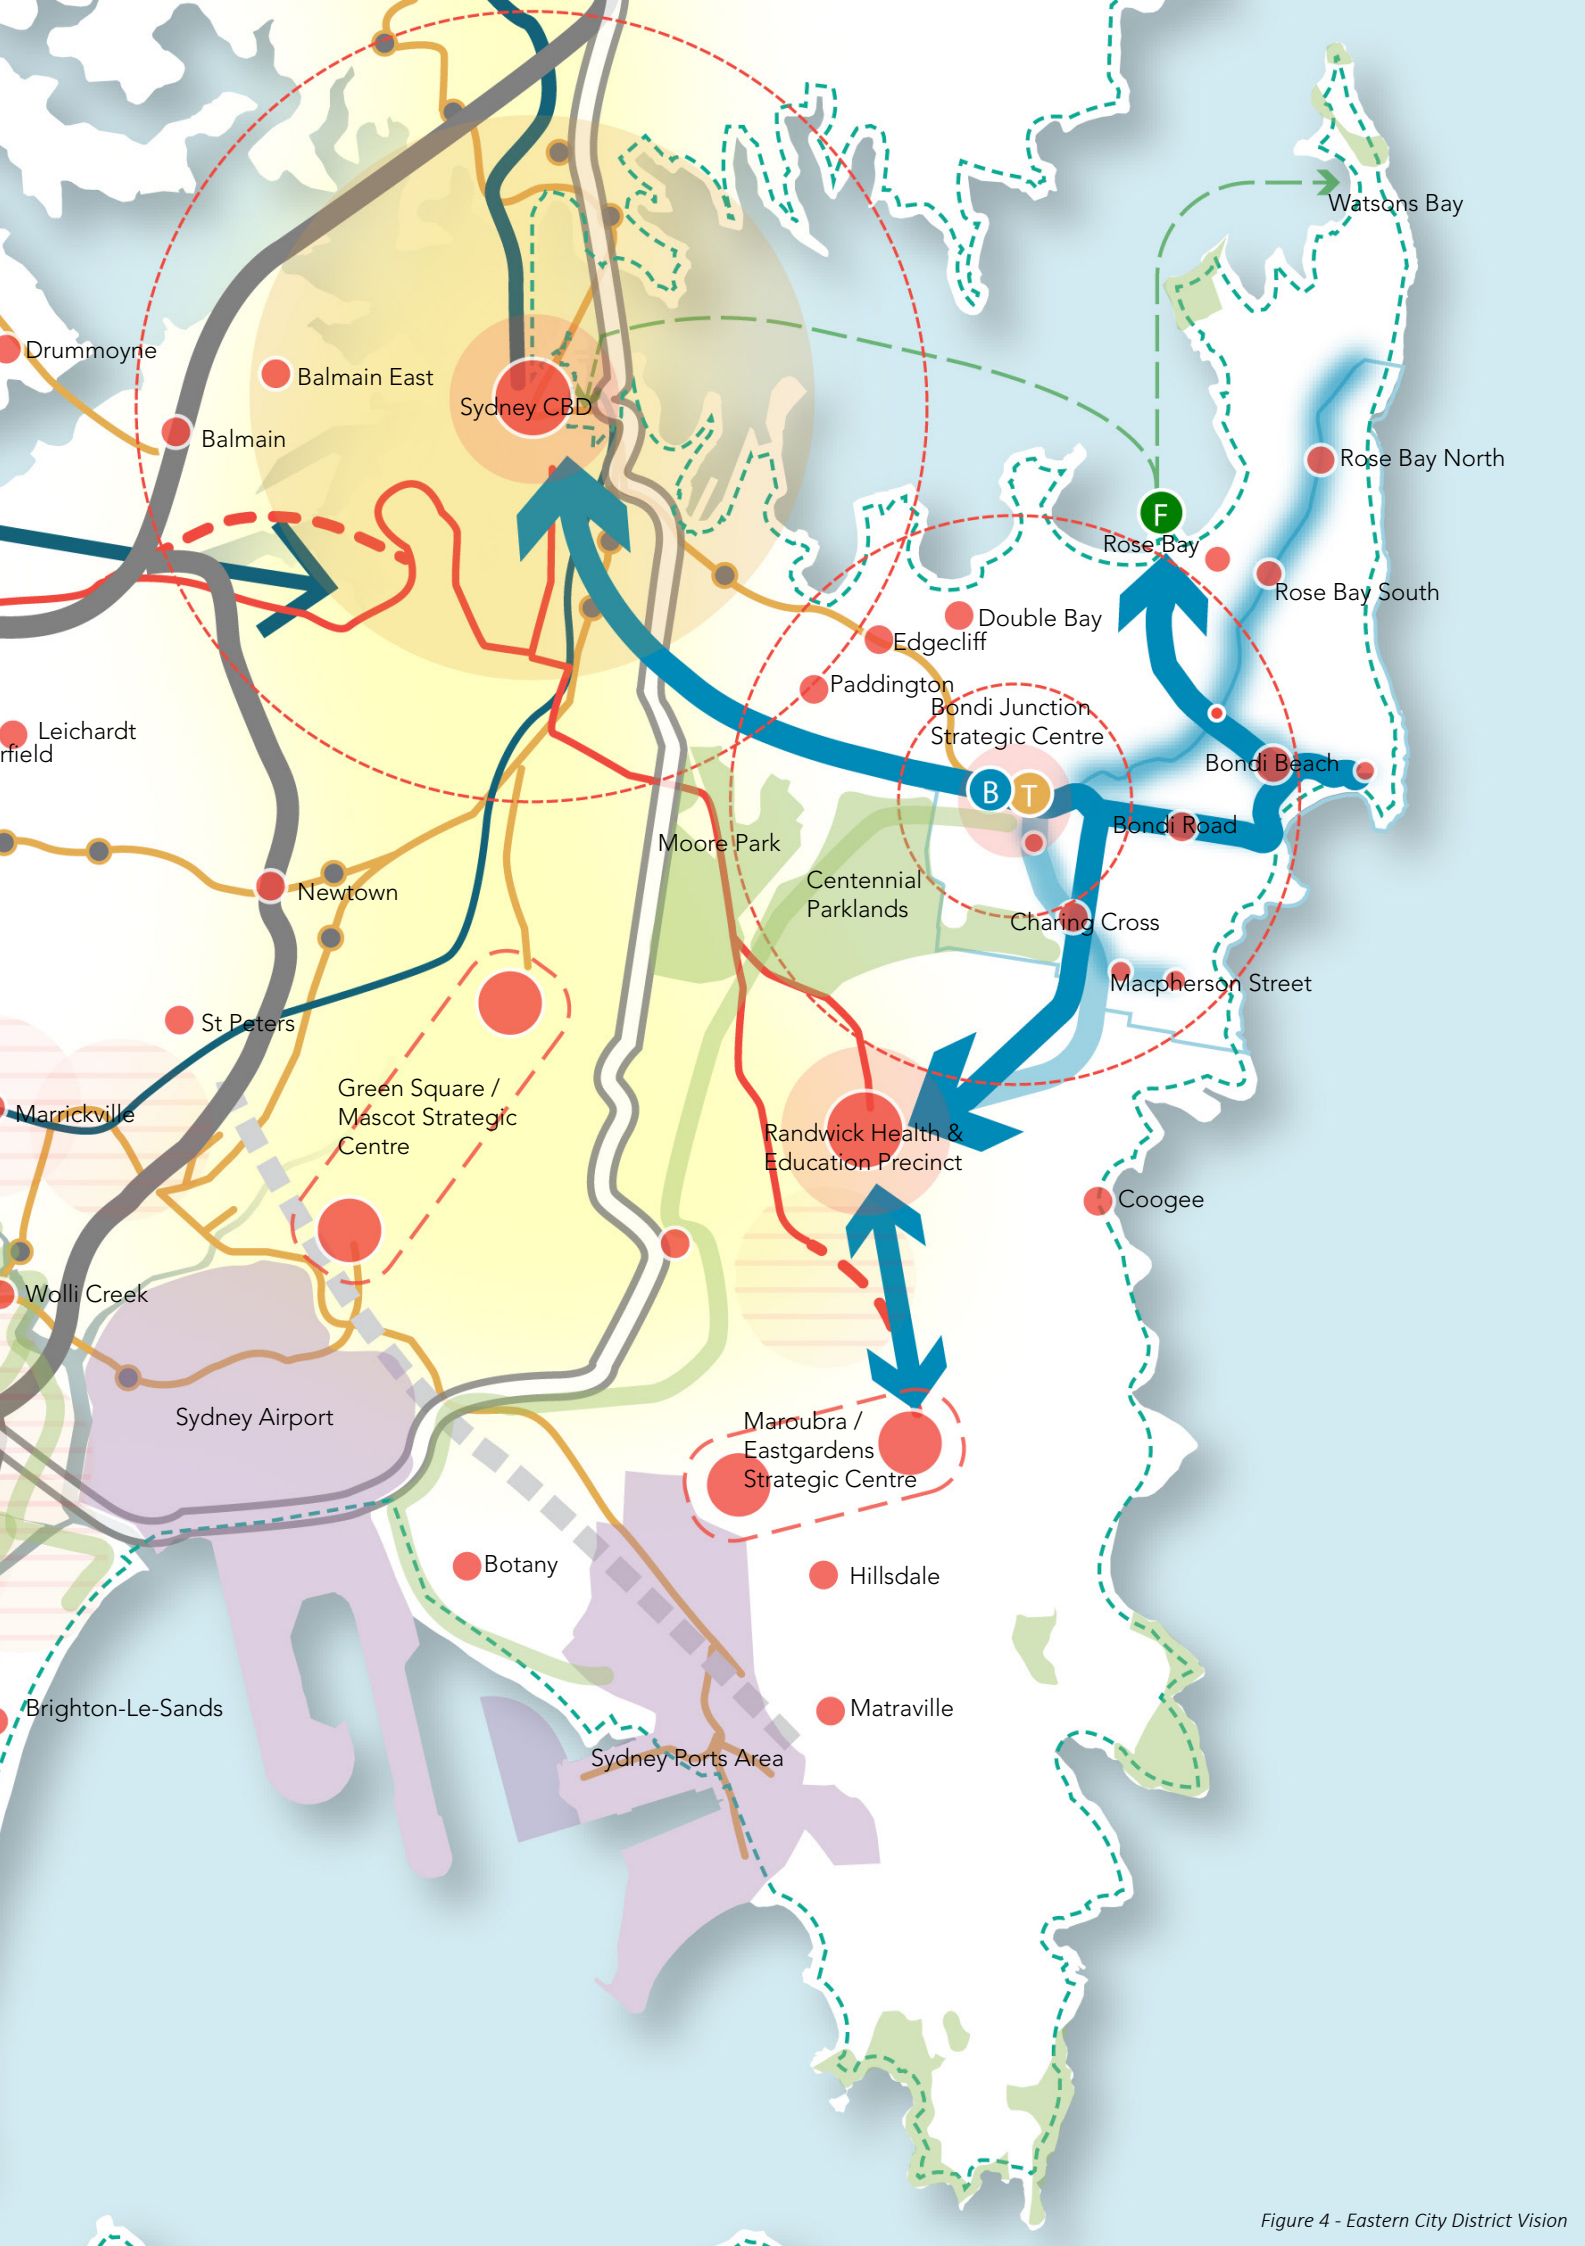 Watsons Bay
Drummoyne
Balmain East
Sydney CBD
Balmain
Rose Bay North
F
Rose Bay
Rose Bay South
Double Bay
Edgecliff
Paddington
Bondi Junction
Strategic Centre
Leichardt
rfield
Bondi Beach
B
T
Bondi Road
Moore Park
Centennial
Parklands
Newtown
Charing Cross
Macpherson Street
St Peters
Green Square /
Mascot Strategic
Centre
Marrickville
Randwick Health &
Education Precinct
Coogee
Wolli Creek
Sydney Airport
Maroubra /
Eastgardens
Strategic Centre
Botany
Hillsdale
Brighton-Le-Sands
Matraville
Sydney Ports Area
Figure 4 - Eastern City District Vision